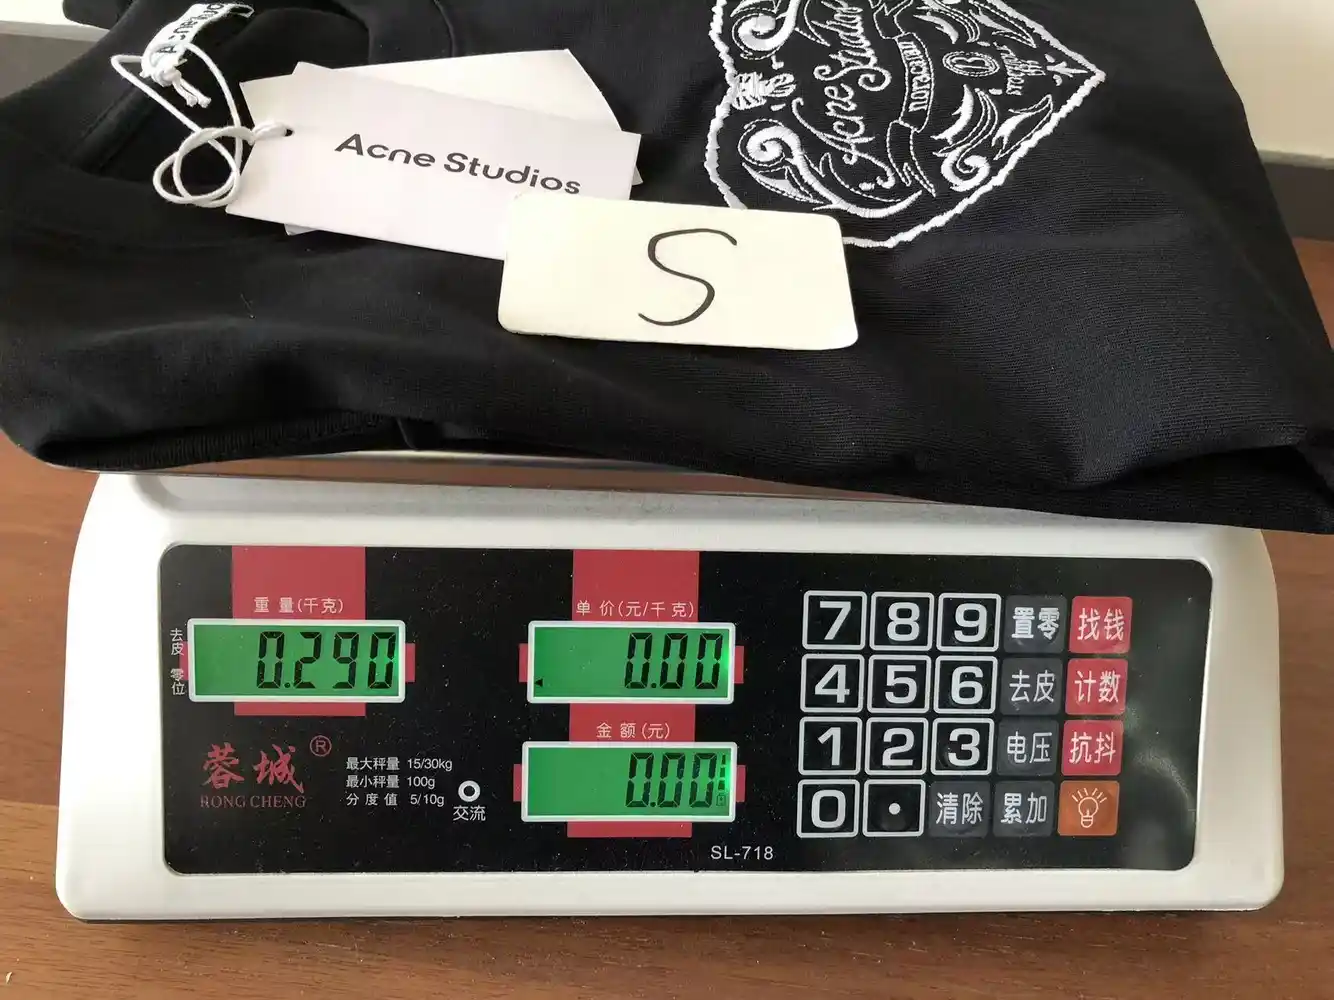 Acne Studios
S
Acne Studios
重量(千克)
去皮
零位
0.290
单价(元/千克)
0.00
金额(元)
0.00
蓉城®
RONG CHENG
最大秤量 15/30kg
最小秤量 100g
分度值 5/10g
交流
SL-718
7 8 9 置零 找钱
4 5 6 去皮 计数
1 2 3 电压 抗抖
0 . 清除 累加